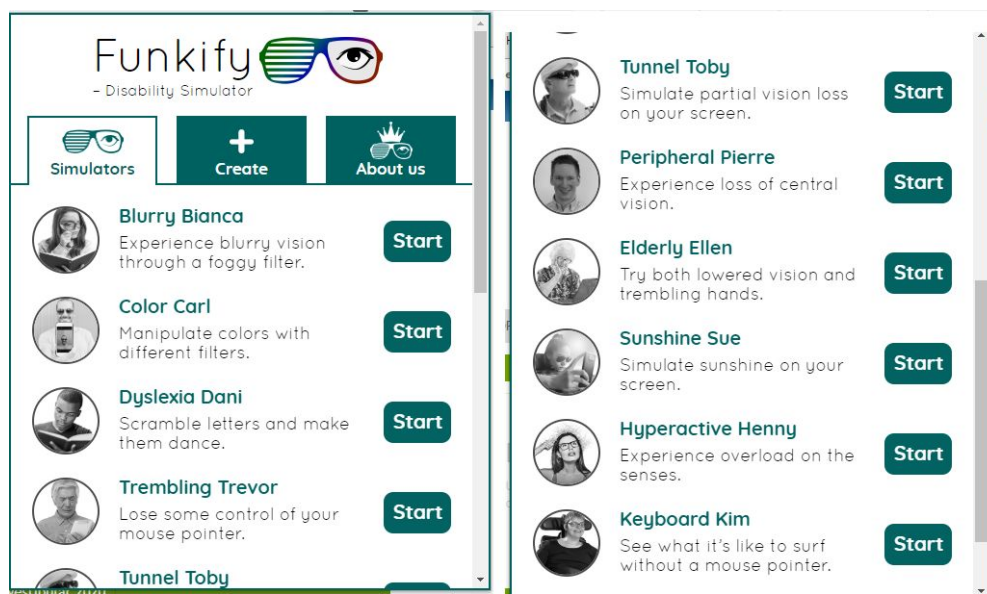 Funkify
– Disability Simulator
Simulators
Create
About us
Blurry Bianca
Experience blurry vision
through a foggy filter.
Start
Color Carl
Manipulate colors with
different filters.
Start
Dyslexia Dani
Scramble letters and make
them dance.
Start
Trembling Trevor
Lose some control of your
mouse pointer.
Start
Tunnel Toby
Tunnel Toby
Simulate partial vision loss
on your screen.
Start
Peripheral Pierre
Experience loss of central
vision.
Start
Elderly Ellen
Try both lowered vision and
trembling hands.
Start
Sunshine Sue
Simulate sunshine on your
screen.
Start
Hyperactive Henny
Experience overload on the
senses.
Start
Keyboard Kim
See what it's like to surf
without a mouse pointer.
Start